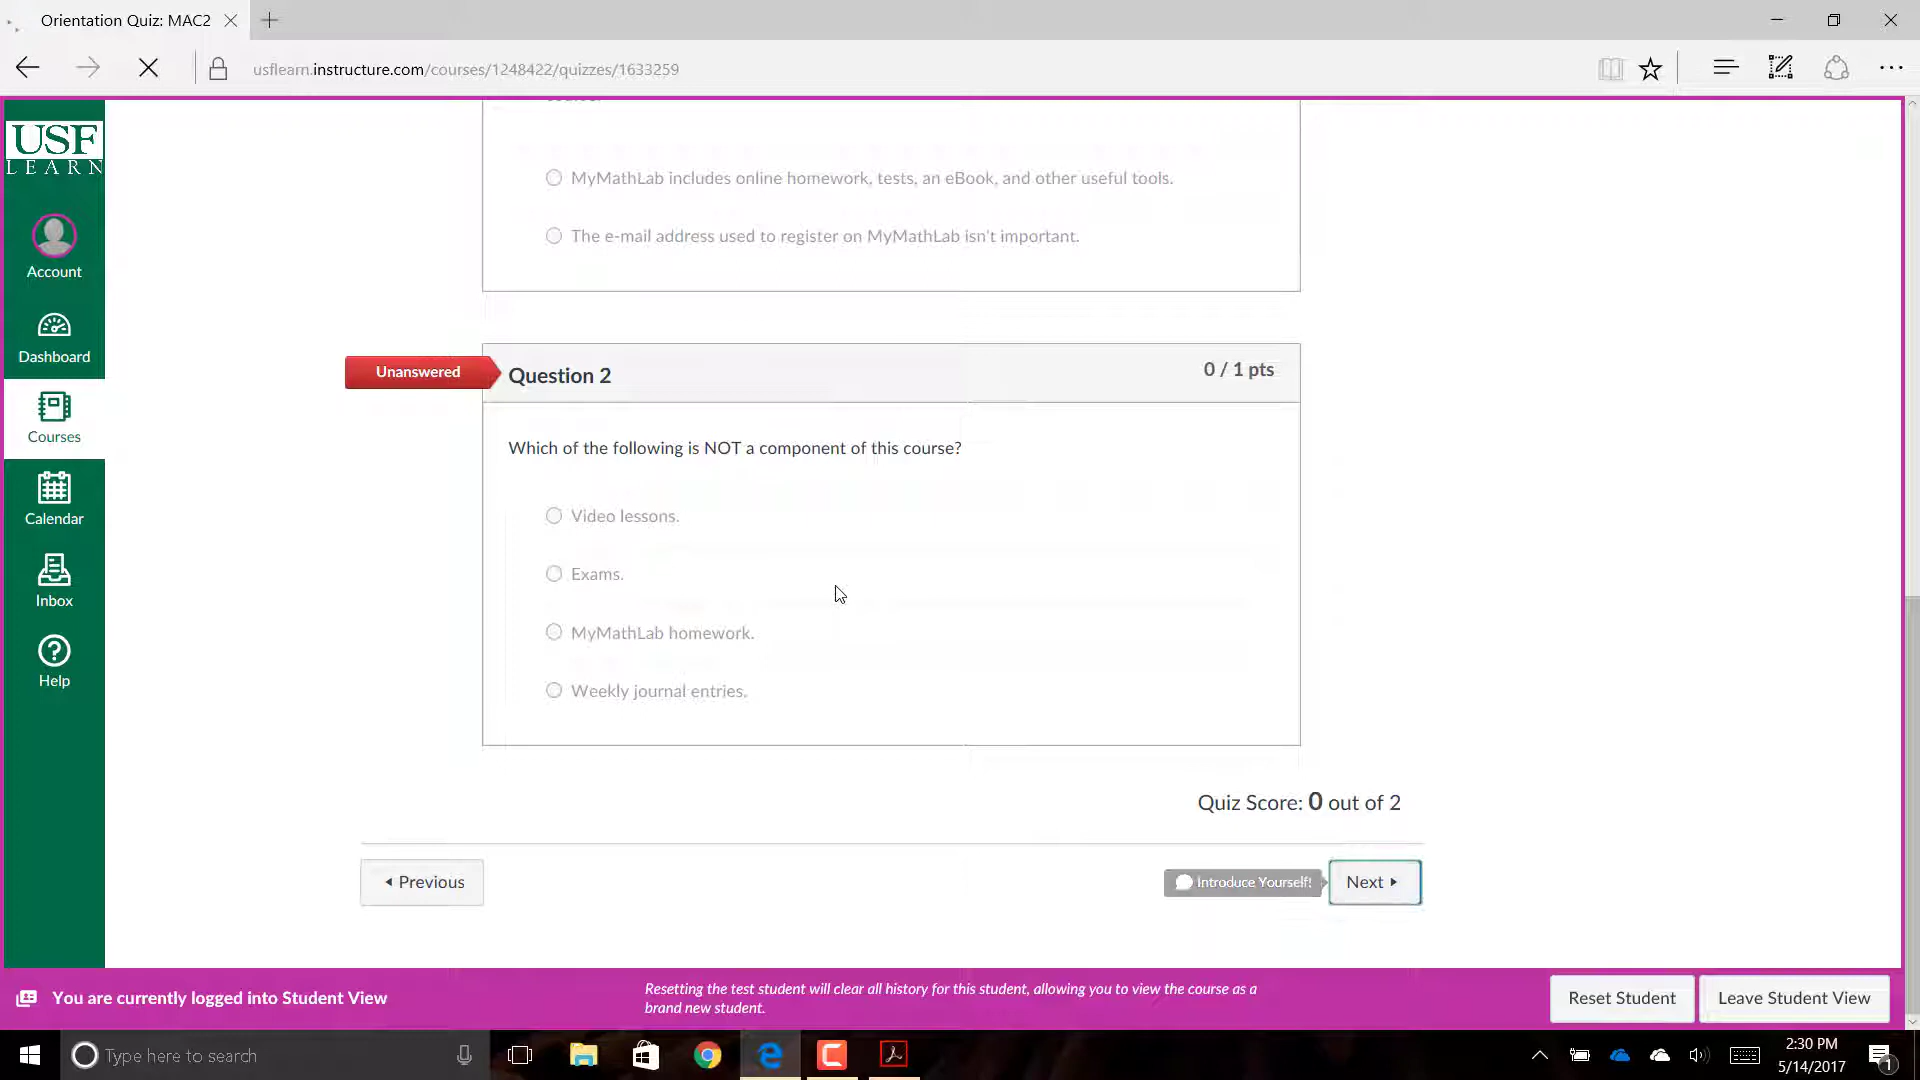 Orientation Quiz: MAC2
usflearn.instructure.com/courses/1248422/quizzes/1633259
USF
LEARN
Account
Dashboard
Courses
Calendar
Inbox
Help
MyMathLab includes online homework, tests, an eBook, and other useful tools.
The e-mail address used to register on MyMathLab isn't important.
Unanswered
Question 2
0 / 1 pts
Which of the following is NOT a component of this course?
Video lessons.
Exams.
MyMathLab homework.
Weekly journal entries.
Quiz Score: 0 out of 2
Previous
Introduce Yourself!
Next
You are currently logged into Student View
Resetting the test student will clear all history for this student, allowing you to view the course as a
brand new student.
Reset Student
Leave Student View
Type here to search
2:30 PM
5/14/2017
1